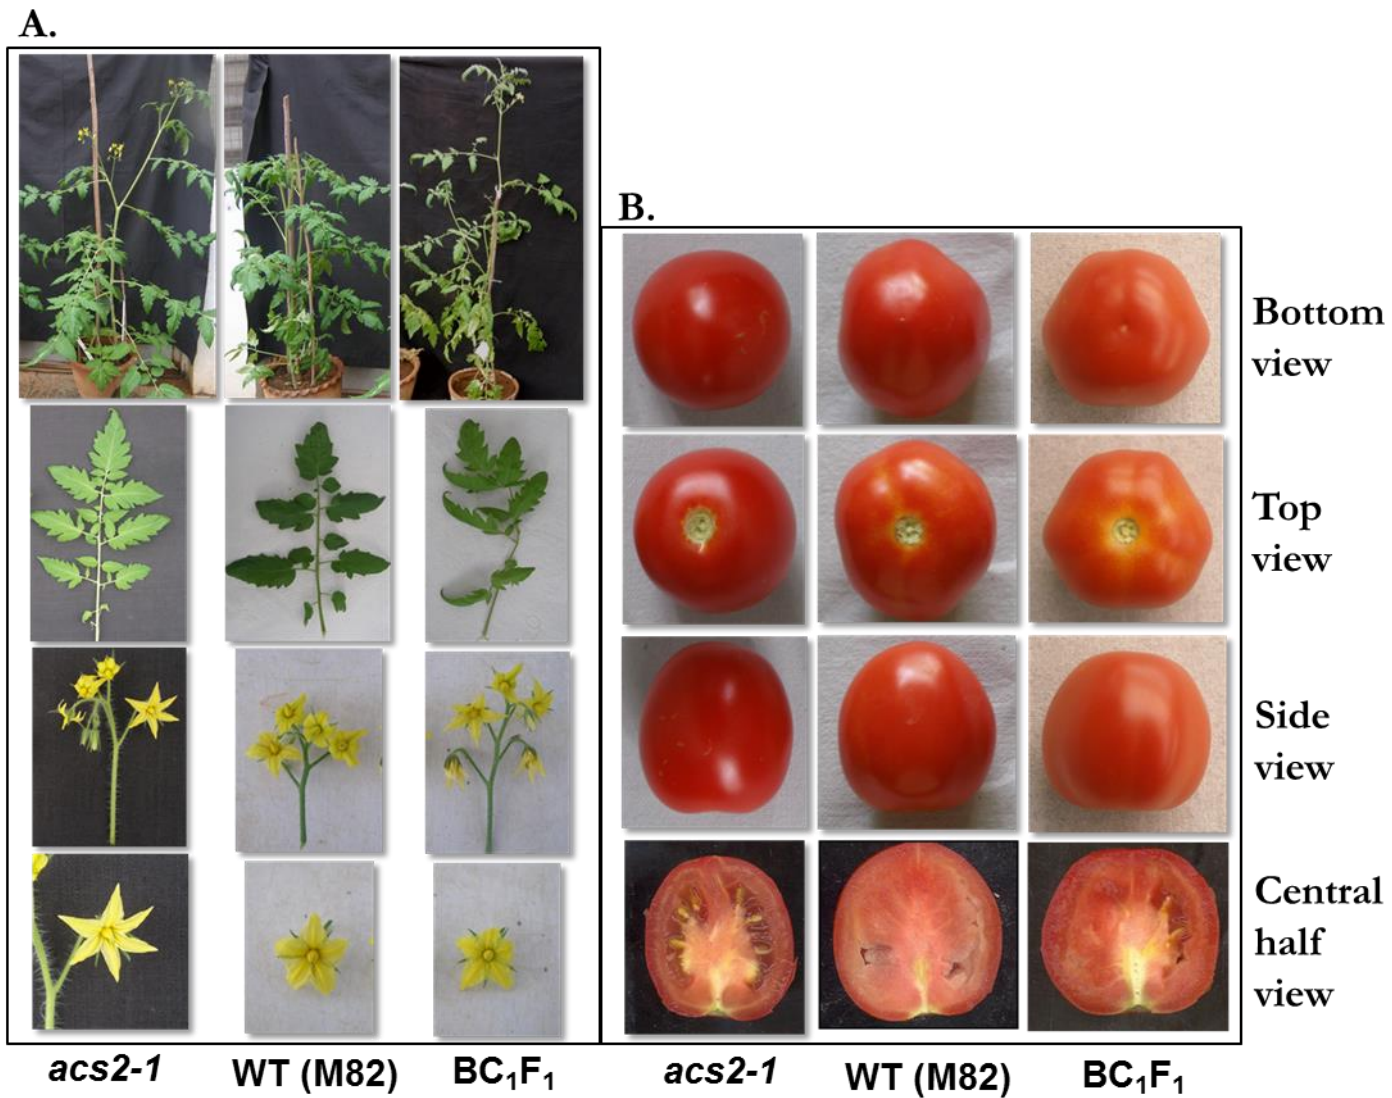 A.
B.
Bottom
view
Top
view
Side
view
Central
half
view
acs2-1 WT (M82) BC₁F₁ acs2-1 WT (M82) BC₁F₁